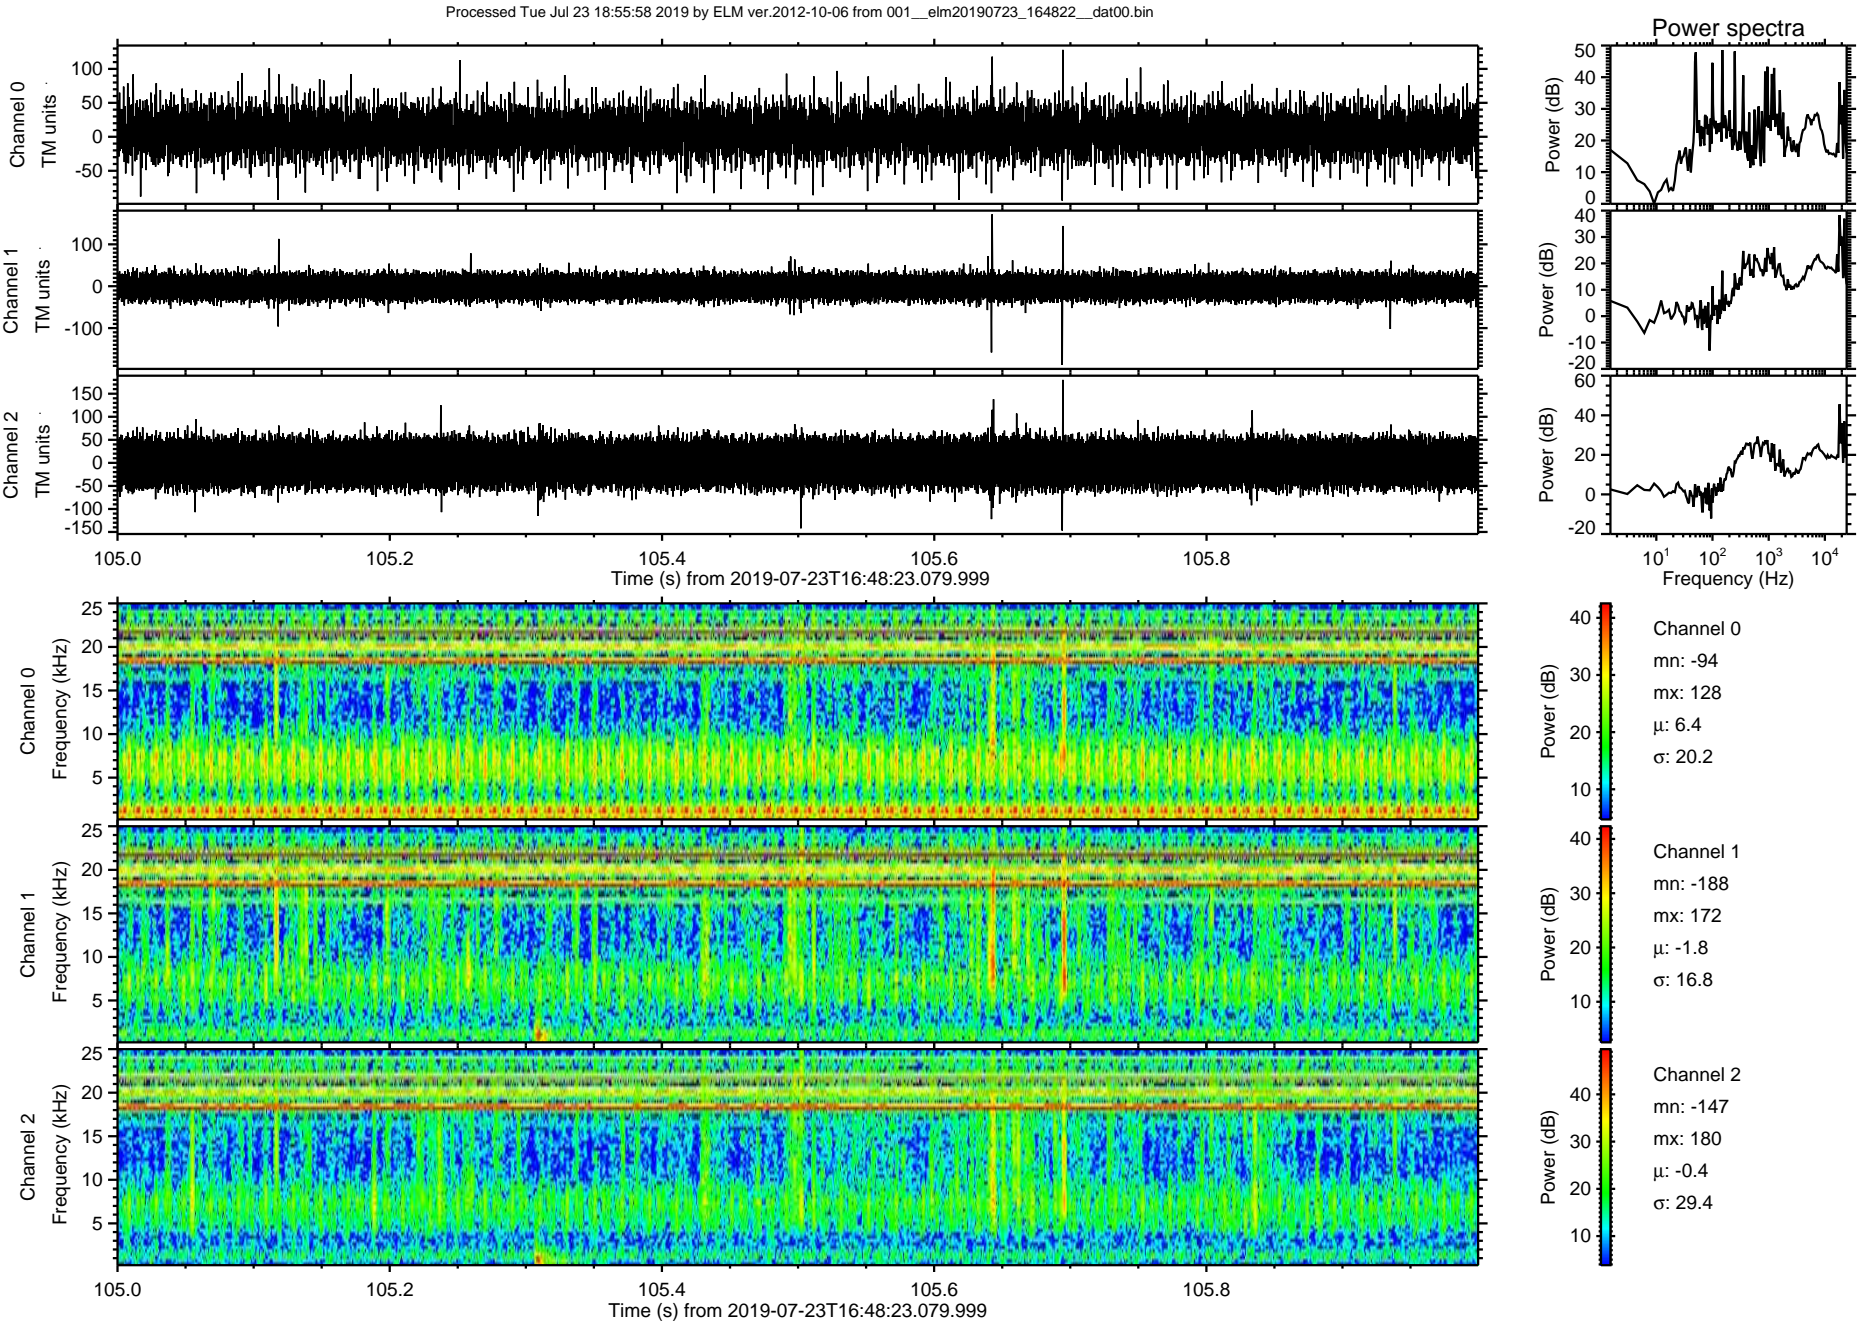 Processed Tue Jul 23 18:55:58 2019 by ELM ver.2012-10-06 from 001__elm20190723_164822__dat00.bin
Power spectra
Channel 0
TM units
100
50
0
-50
Power (dB)
50
40
30
20
10
0
Channel 1
TM units
100
0
-100
Power (dB)
40
30
20
10
0
-10
-20
Channel 2
TM units
150
100
50
0
-50
-100
-150
Power (dB)
60
40
20
0
-20
105.0 105.2 105.4 105.6 105.8
Time (s) from 2019-07-23T16:48:23.079.999
10¹ 10² 10³ 10⁴
Frequency (Hz)
Channel 0
Frequency (kHz)
25
20
15
10
5
Power (dB)
40
30
20
10
Channel 0
mn: -94
mx: 128
μ: 6.4
σ: 20.2
Channel 1
Frequency (kHz)
25
20
15
10
5
Power (dB)
40
30
20
10
Channel 1
mn: -188
mx: 172
μ: -1.8
σ: 16.8
Channel 2
Frequency (kHz)
25
20
15
10
5
Power (dB)
40
30
20
10
Channel 2
mn: -147
mx: 180
μ: -0.4
σ: 29.4
105.0 105.2 105.4 105.6 105.8
Time (s) from 2019-07-23T16:48:23.079.999